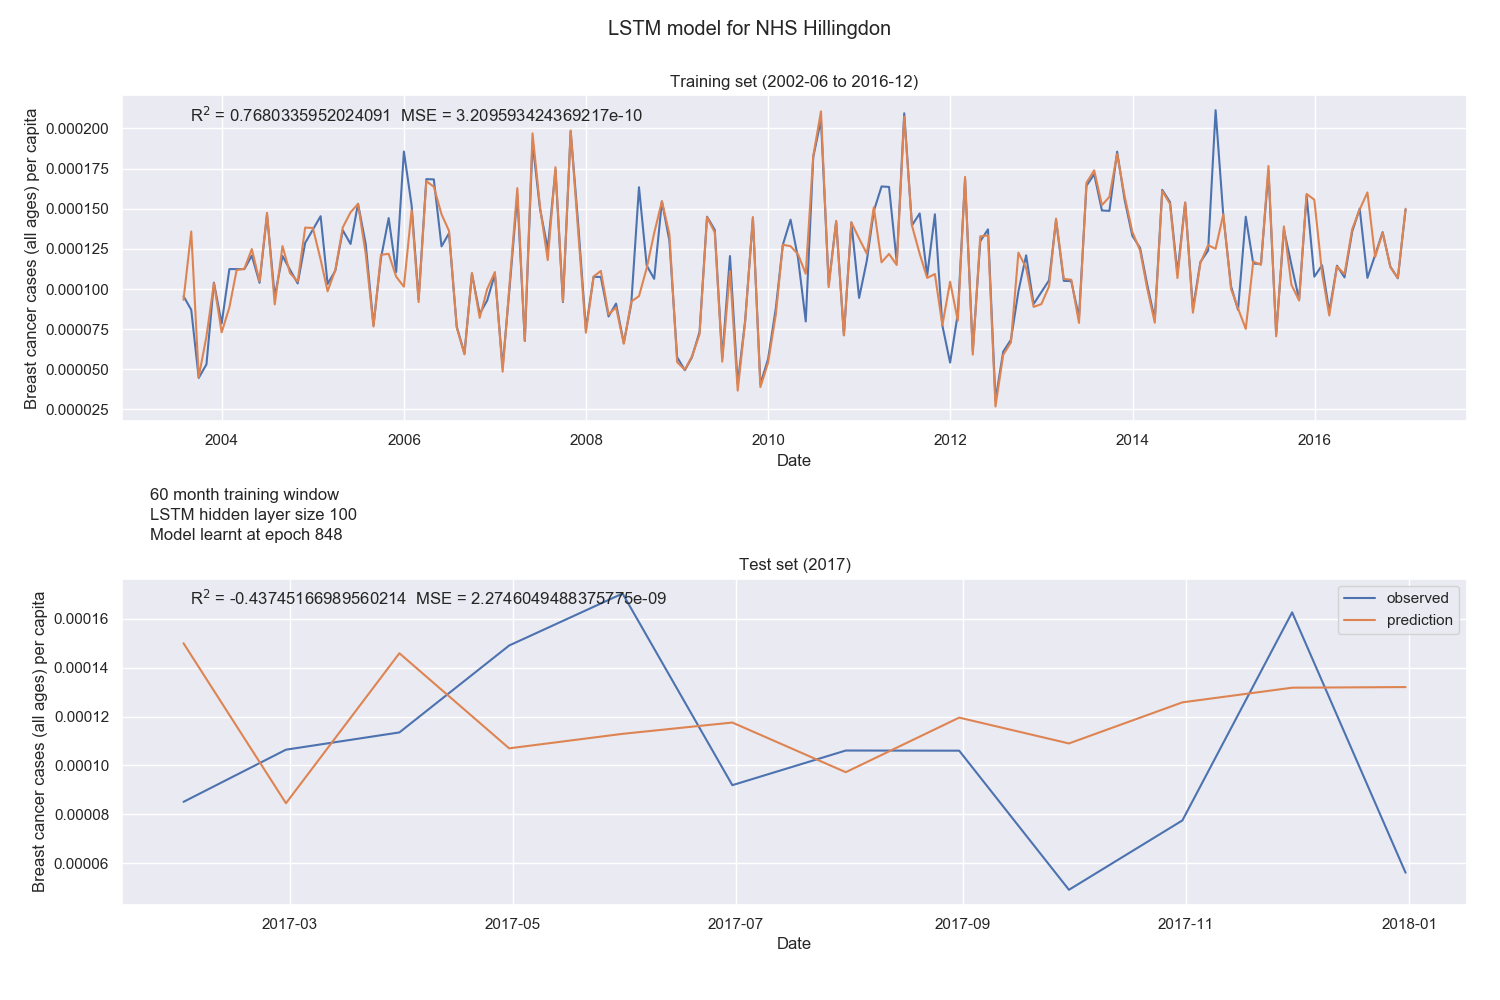 LSTM model for NHS Hillingdon
Training set (2002-06 to 2016-12)
R² = 0.7680335952024091  MSE = 3.209593424369217e-10
Breast cancer cases (all ages) per capita
0.000200
0.000175
0.000150
0.000125
0.000100
0.000075
0.000050
0.000025
2004 2006 2008 2010 2012 2014 2016
Date
60 month training window
LSTM hidden layer size 100
Model learnt at epoch 848
Test set (2017)
R² = -0.43745166989560214  MSE = 2.2746049488375775e-09
observed
prediction
Breast cancer cases (all ages) per capita
0.00016
0.00014
0.00012
0.00010
0.00008
0.00006
2017-03 2017-05 2017-07 2017-09 2017-11 2018-01
Date